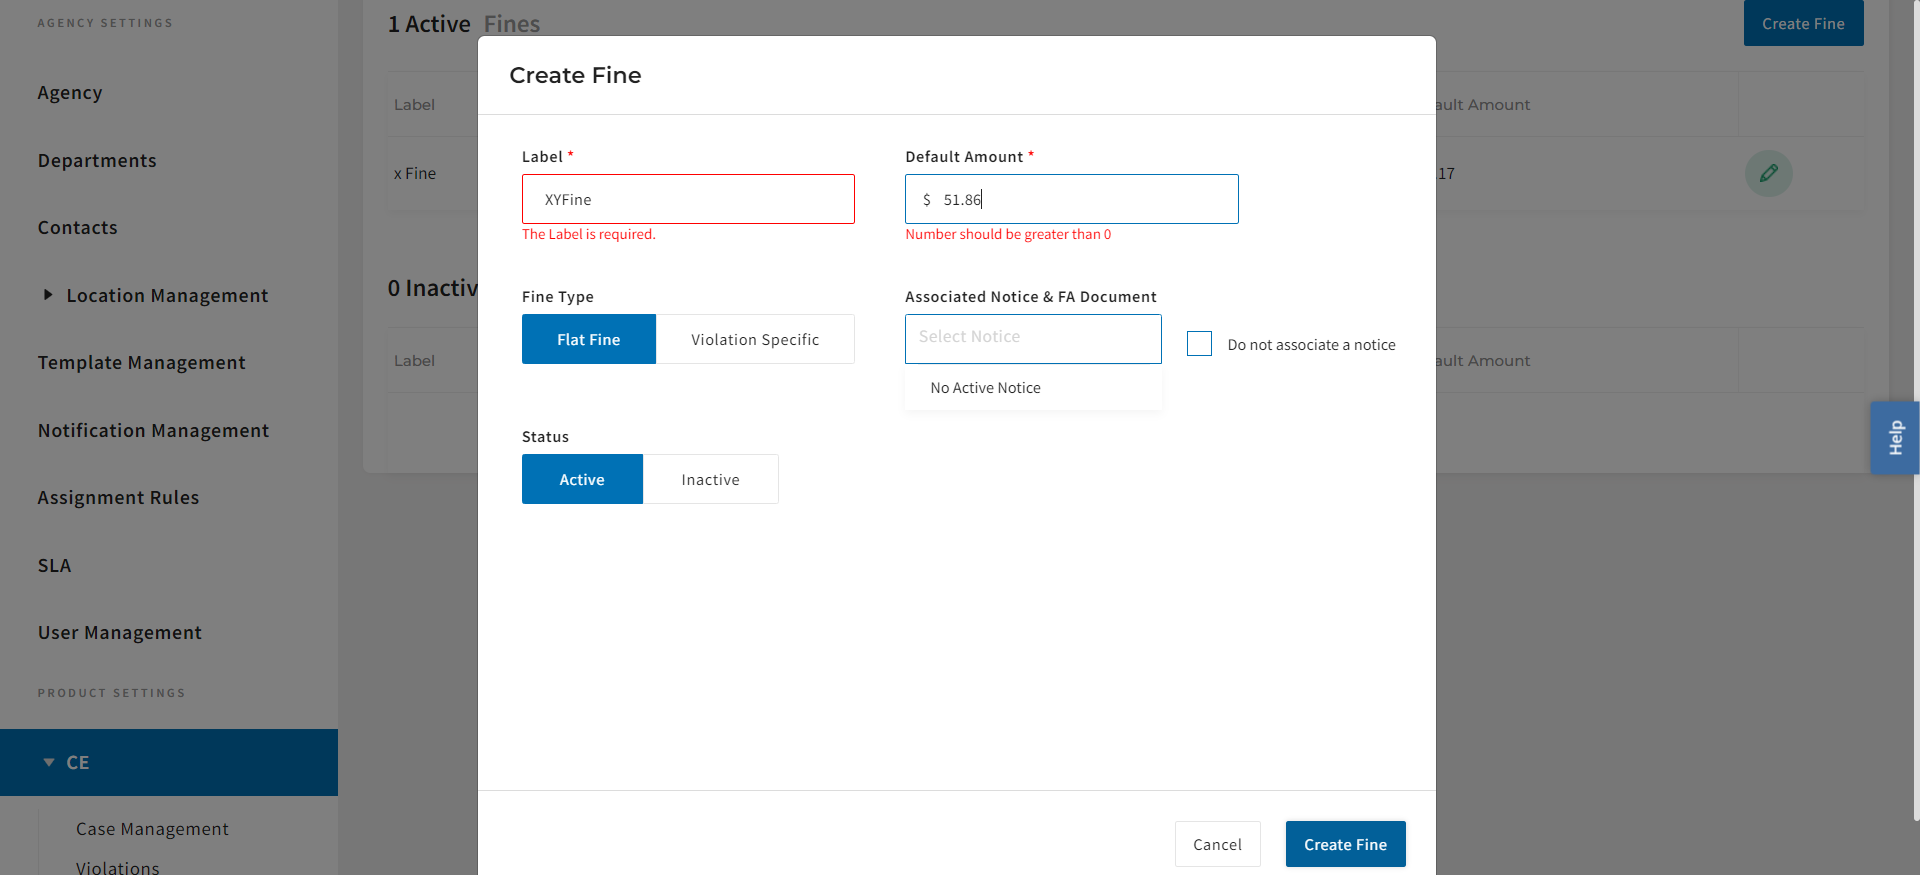 AGENCY SETTINGS
Agency
Departments
Contacts
Location Management
Template Management
Notification Management
Assignment Rules
SLA
User Management
PRODUCT SETTINGS
CE
Case Management
Violations
1 Active Fines
Create Fine
Label
ault Amount
x Fine
.17
0 Inactiv
Label
ault Amount
Create Fine
Label *
XYFine
The Label is required.
Default Amount *
$ 51.86
Number should be greater than 0
Fine Type
Flat Fine
Violation Specific
Associated Notice & FA Document
Select Notice
No Active Notice
Do not associate a notice
Status
Active
Inactive
Cancel
Create Fine
Help